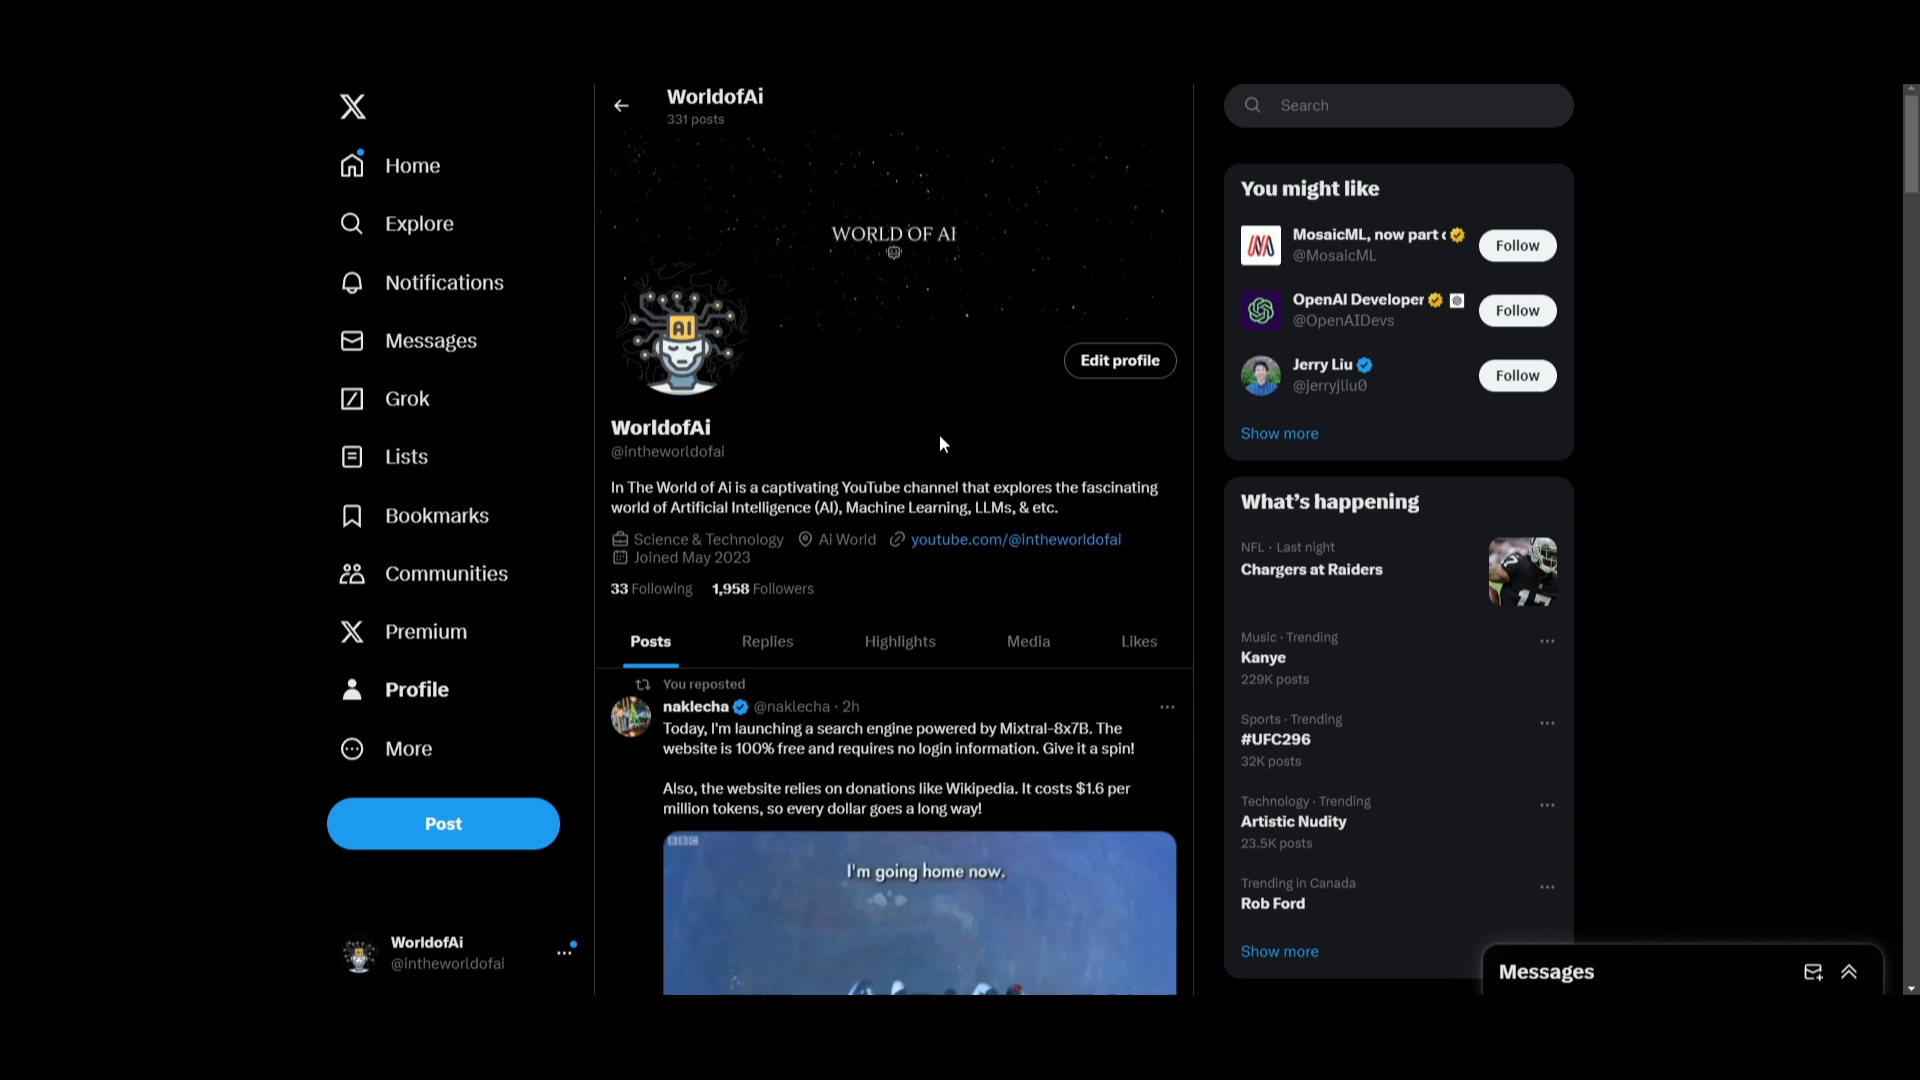 Home
Explore
Notifications
Messages
Grok
Lists
Bookmarks
Communities
Premium
Profile
More
Post
WorldofAi
@intheworldofai
WorldofAi
331 posts
WORLD OF AI
AI
Edit profile
WorldofAi
@intheworldofai
In The World of Ai is a captivating YouTube channel that explores the fascinating
world of Artificial Intelligence (AI), Machine Learning, LLMs, & etc.
Science & Technology Ai World youtube.com/@intheworldofai
Joined May 2023
33 Following 1,958 Followers
Posts Replies Highlights Media Likes
You reposted
naklecha @naklecha · 2h
Today, I'm launching a search engine powered by Mixtral-8x7B. The
website is 100% free and requires no login information. Give it a spin!
Also, the website relies on donations like Wikipedia. It costs $1.6 per
million tokens, so every dollar goes a long way!
BBC
I'm going home now.
Search
You might like
MosaicML, now part
@MosaicML
Follow
OpenAI Developer
@OpenAIDevs
Follow
Jerry Liu
@jerryjliu0
Follow
Show more
What's happening
NFL · Last night
Chargers at Raiders
Music · Trending
Kanye
229K posts
Sports · Trending
#UFC296
32K posts
Technology · Trending
Artistic Nudity
23.5K posts
Trending in Canada
Rob Ford
Show more
Messages